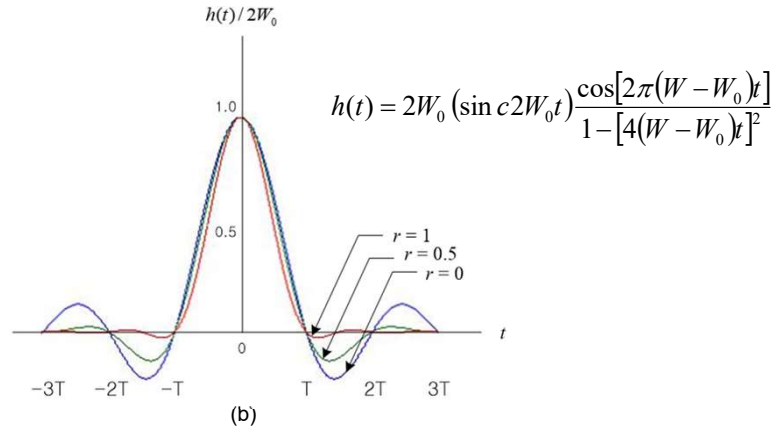 h(t)/2W₀
h(t) = 2W₀ (sin c2W₀t) cos[2π(W – W₀)t] / 1 – [4(W – W₀)t]²
1.0
0.5
r = 1
r = 0.5
r = 0
t
0
−3T −2T −T T 2T 3T
(b)